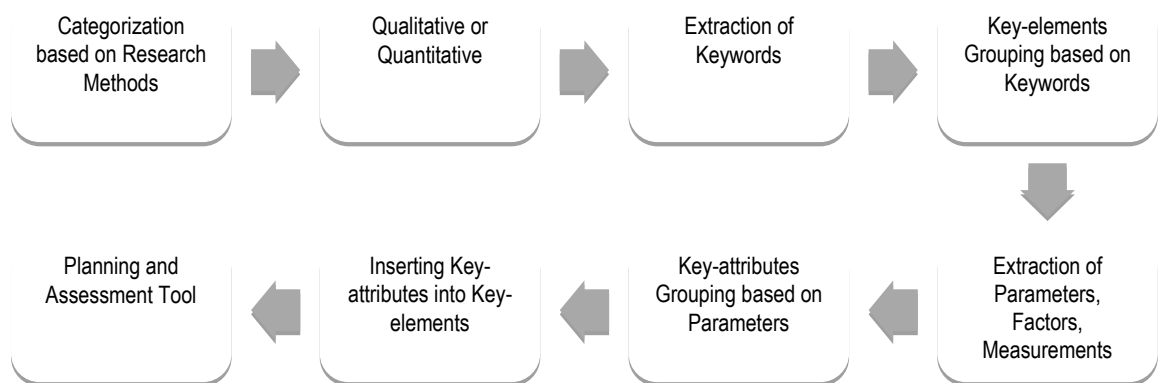 Categorization
based on Research
Methods
Qualitative or
Quantitative
Extraction of
Keywords
Key-elements
Grouping based on
Keywords
Extraction of
Parameters,
Factors,
Measurements
Key-attributes
Grouping based on
Parameters
Inserting Key-
attributes into Key-
elements
Planning and
Assessment Tool